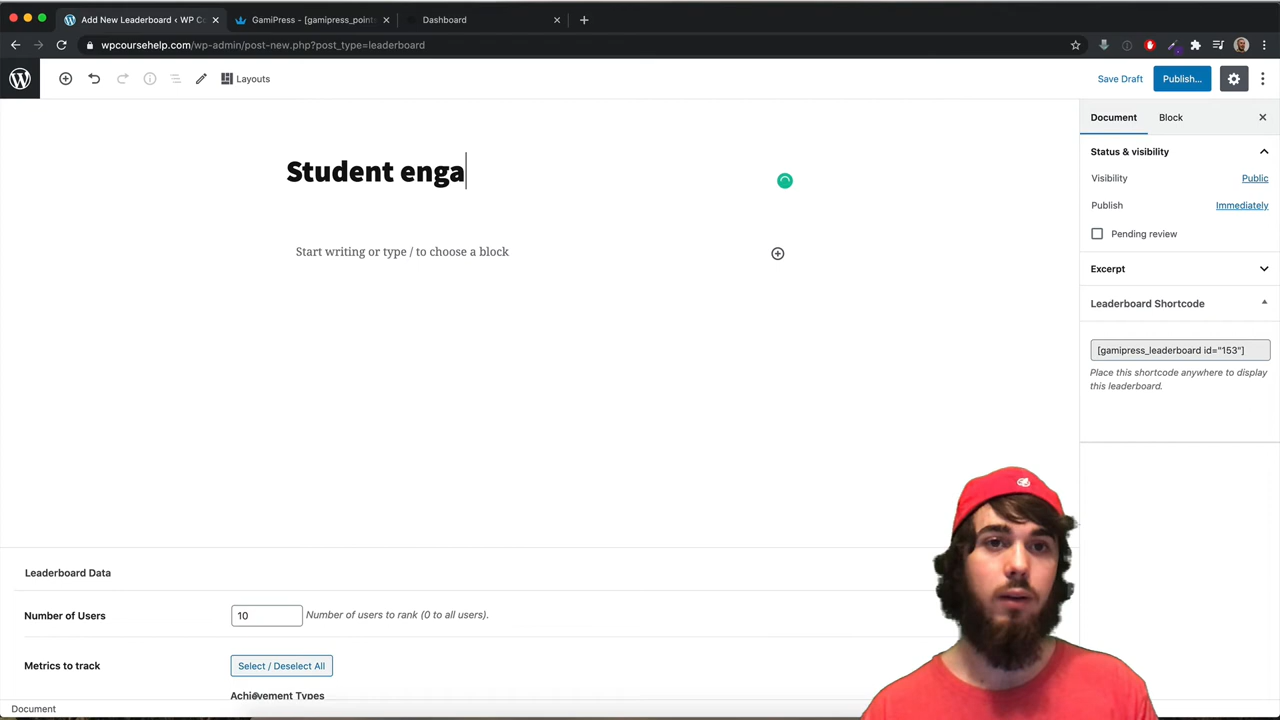 Add New Leaderboard ‹ WP Co
GamiPress - [gamipress_point
Dashboard
wpcoursehelp.com/wp-admin/post-new.php?post_type=leaderboard
Layouts
Save Draft
Publish...
Student enga
Start writing or type / to choose a block
Document
Block
Status & visibility
Visibility
Public
Publish
Immediately
Pending review
Excerpt
Leaderboard Shortcode
[gamipress_leaderboard id="153"]
Place this shortcode anywhere to display
this leaderboard.
Leaderboard Data
Number of Users
10
Number of users to rank (0 to all users).
Metrics to track
Select / Deselect All
Achievement Types
Document